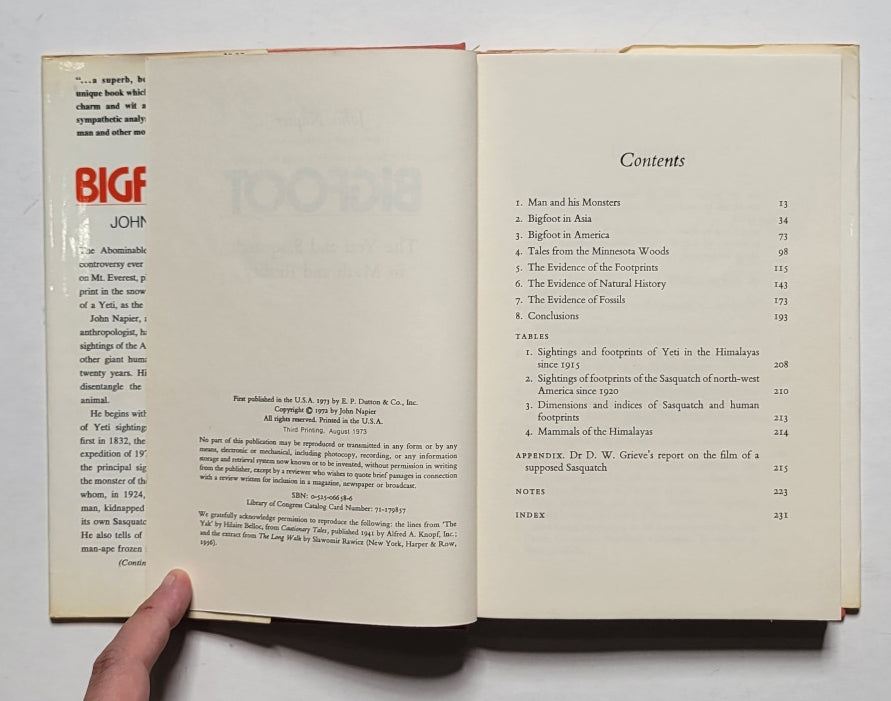 "...a superb, be
unique book which
charm and wit a
sympathetic analy
man and other mo
BIGF
JOHN
The Abominable
controversy ever
on Mt. Everest, p
print in the snow
of a Yeti, as the
John Napier, a
anthropologist, ha
sightings of the A
other giant huma
twenty years. Hi
disentangle the
animal.
He begins with
of Yeti sighting
first in 1832, the
expedition of 197
the principal sig
the monster of th
whom, in 1924,
man, kidnapped
its own Sasquatc
He also tells of
man-ape frozen
(Contin
First published in the U.S.A. 1973 by E. P. Dutton & Co., Inc.
Copyright © 1972 by John Napier
All rights reserved. Printed in the U.S.A.
Third Printing, August 1973
No part of this publication may be reproduced or transmitted in any form or by any
means, electronic or mechanical, including photocopy, recording, or any information
storage and retrieval system now known or to be invented, without permission in writing
from the publisher, except by a reviewer who wishes to quote brief passages in connection
with a review written for inclusion in a magazine, newspaper or broadcast.
SBN: 0-525-06658-6
Library of Congress Catalog Card Number: 71-179857
We gratefully acknowledge permission to reproduce the following: the lines from 'The
Yak' by Hilaire Belloc, from Cautionary Tales, published 1941 by Alfred A. Knopf, Inc.;
and the extract from The Long Walk by Slawomir Rawicz (New York, Harper & Row,
1956).
Contents
1. Man and his Monsters 13
2. Bigfoot in Asia 34
3. Bigfoot in America 73
4. Tales from the Minnesota Woods 98
5. The Evidence of the Footprints 115
6. The Evidence of Natural History 143
7. The Evidence of Fossils 173
8. Conclusions 193
TABLES
1. Sightings and footprints of Yeti in the Himalayas
since 1915 208
2. Sightings of footprints of the Sasquatch of north-west
America since 1920 210
3. Dimensions and indices of Sasquatch and human
footprints 213
4. Mammals of the Himalayas 214
APPENDIX. Dr D. W. Grieve's report on the film of a
supposed Sasquatch 215
NOTES 223
INDEX 231